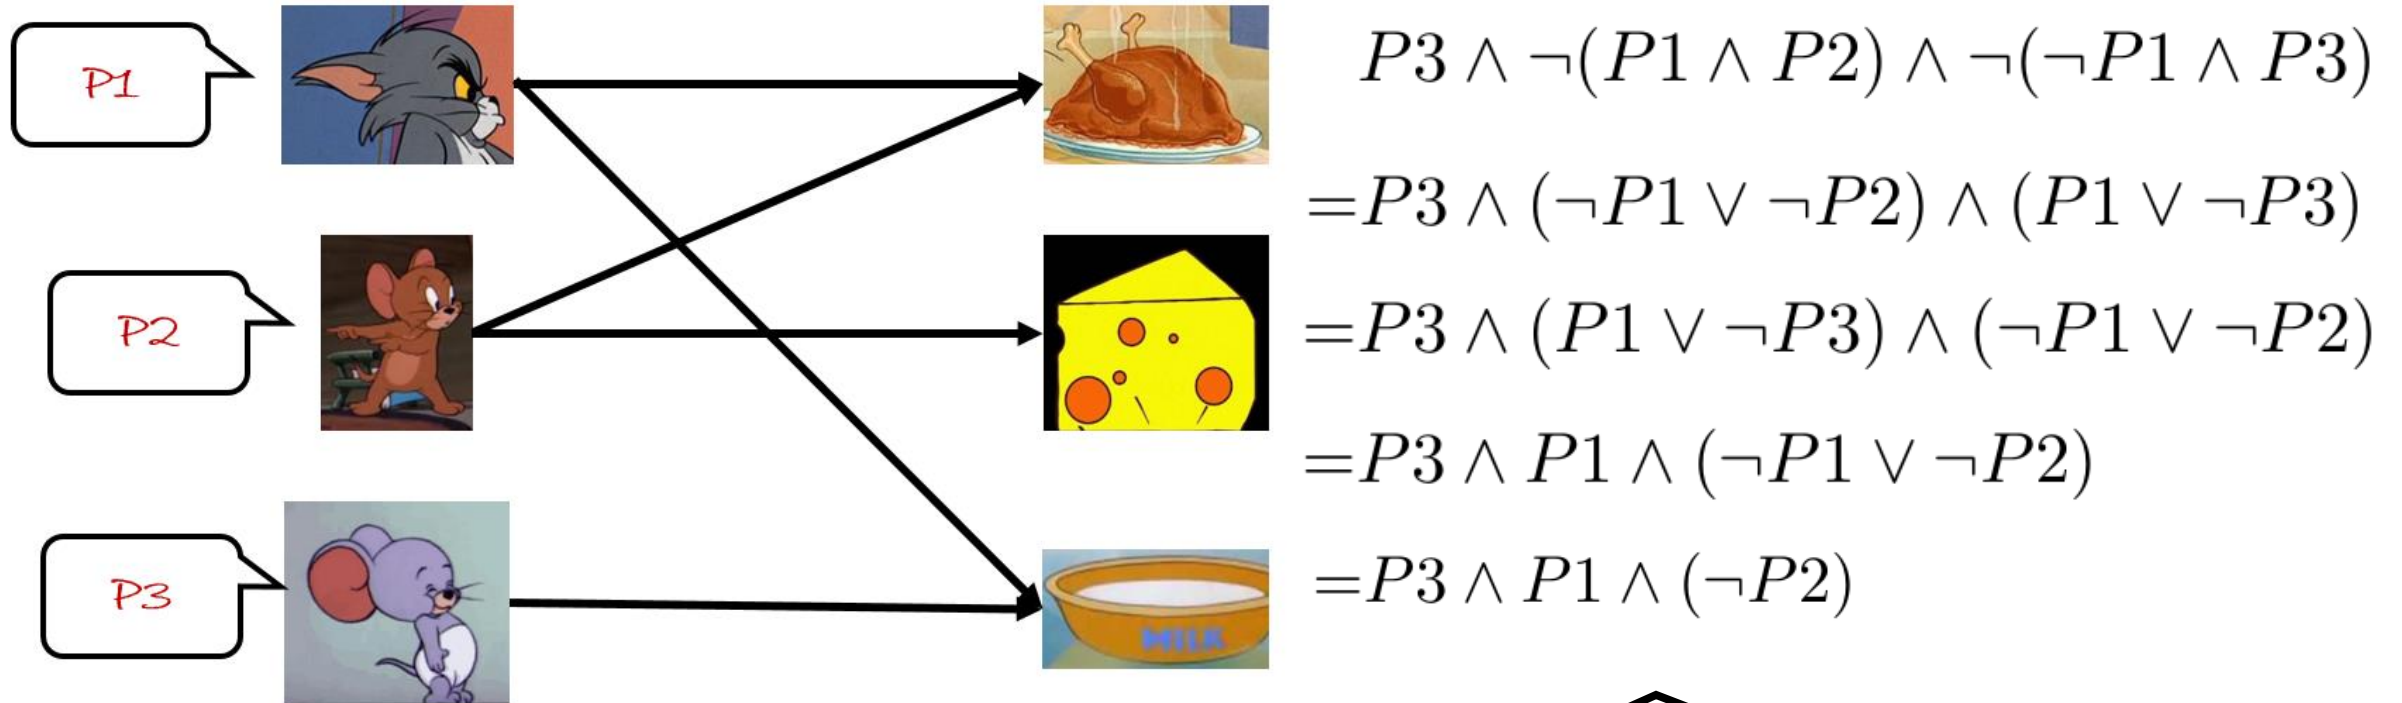 P1
P2
P3
MILK
P3 ∧ ¬(P1 ∧ P2) ∧ ¬(¬P1 ∧ P3)
=P3 ∧ (¬P1 ∨ ¬P2) ∧ (P1 ∨ ¬P3)
=P3 ∧ (P1 ∨ ¬P3) ∧ (¬P1 ∨ ¬P2)
=P3 ∧ P1 ∧ (¬P1 ∨ ¬P2)
=P3 ∧ P1 ∧ (¬P2)